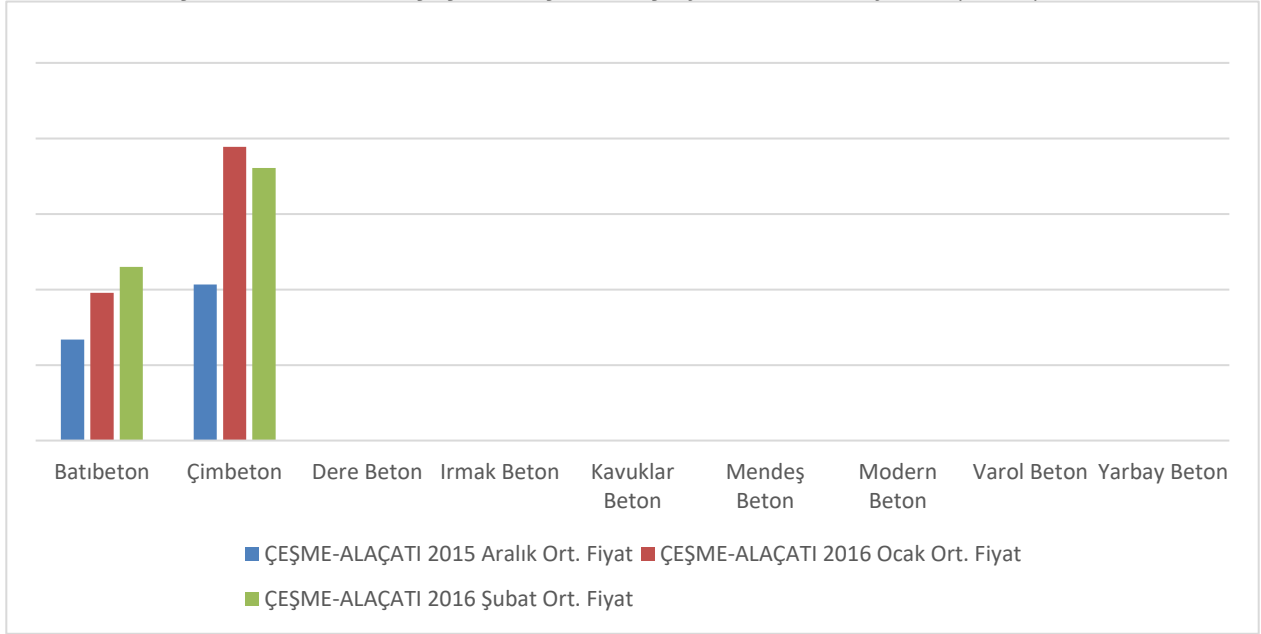 Batıbeton Çimbeton Dere Beton Irmak Beton Kavuklar Beton Mendeş Beton Modern Beton Varol Beton Yarbay Beton
ÇEŞME-ALAÇATI 2015 Aralık Ort. Fiyat ÇEŞME-ALAÇATI 2016 Ocak Ort. Fiyat
ÇEŞME-ALAÇATI 2016 Şubat Ort. Fiyat